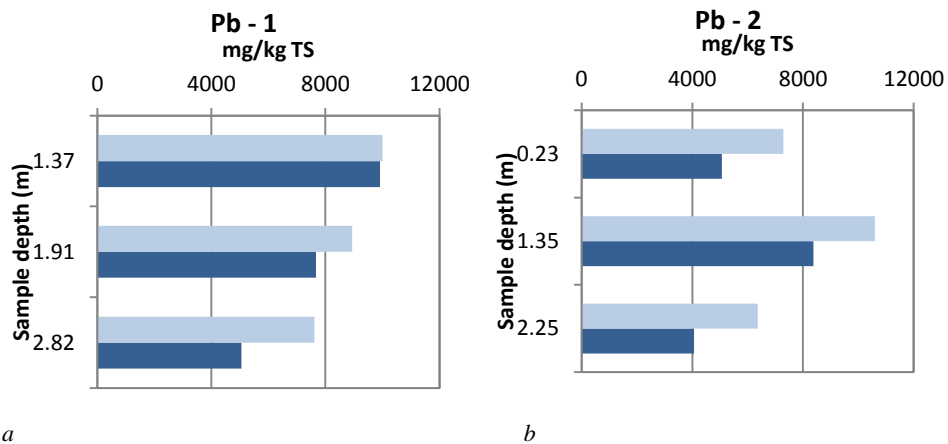 Pb - 1
mg/kg TS
0 4000 8000 12000
Sample depth (m)
1.37
1.91
2.82
a
Pb - 2
mg/kg TS
0 4000 8000 12000
Sample depth (m)
0.23
1.35
2.25
b